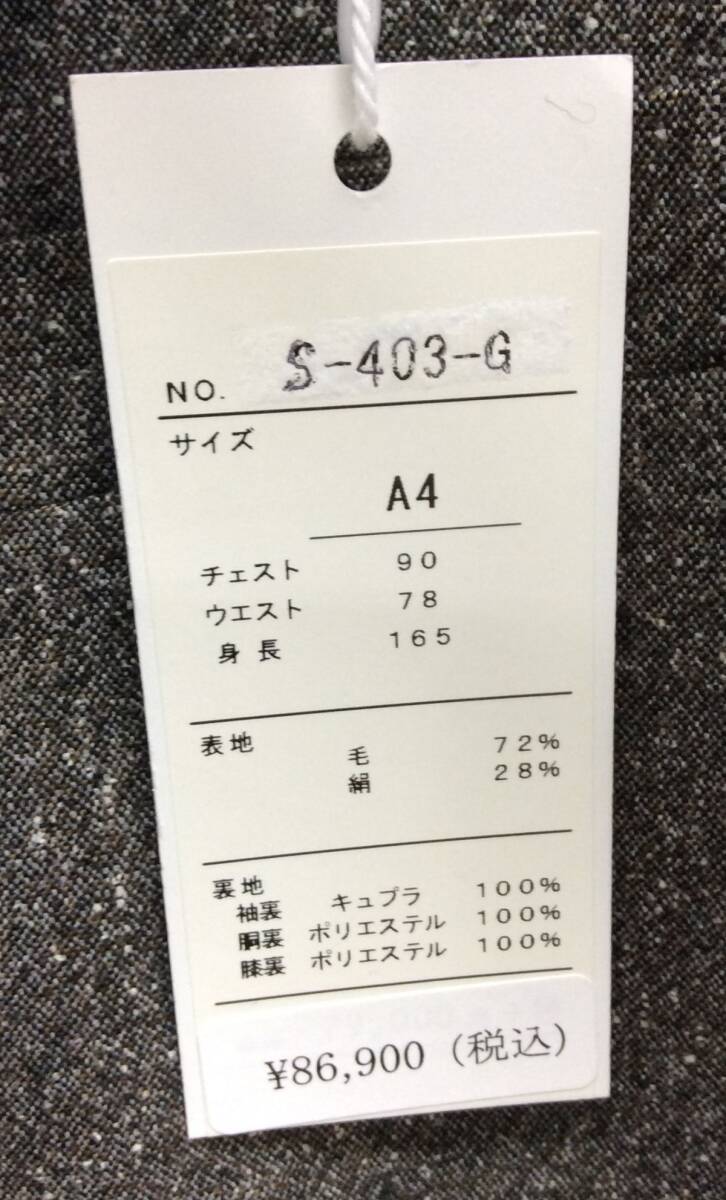 NO. S-403-G
サイズ
A4
チェスト 90
ウエスト 78
身長 165
表地 毛 72%
絹 28%
裏地
袖裏 キュプラ 100%
胴裏 ポリエステル 100%
膝裏 ポリエステル 100%
¥86,900（税込）